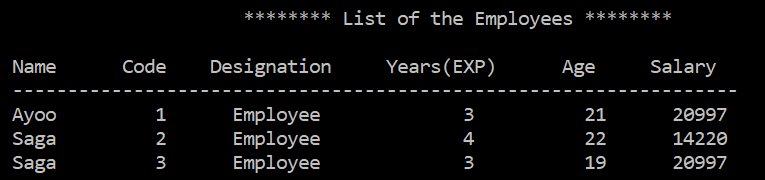 ******** List of the Employees ********
Name Code Designation Years(EXP) Age Salary
------------------------------------------------------------------
Ayoo 1 Employee 3 21 20997
Saga 2 Employee 4 22 14220
Saga 3 Employee 3 19 20997